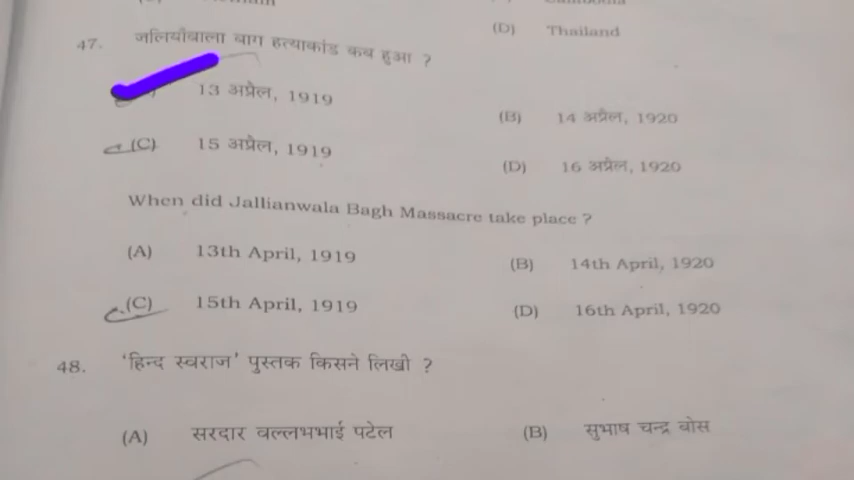 (D) Thailand
47. जलियाँवाला बाग हत्याकांड कब हुआ ?
13 अप्रैल, 1919
(B) 14 अप्रैल, 1920
(C) 15 अप्रैल, 1919
(D) 16 अप्रैल, 1920
When did Jallianwala Bagh Massacre take place ?
(A) 13th April, 1919
(B) 14th April, 1920
(C) 15th April, 1919
(D) 16th April, 1920
48. 'हिन्द स्वराज' पुस्तक किसने लिखी ?
(A) सरदार वल्लभभाई पटेल
(B) सुभाष चन्द्र बोस